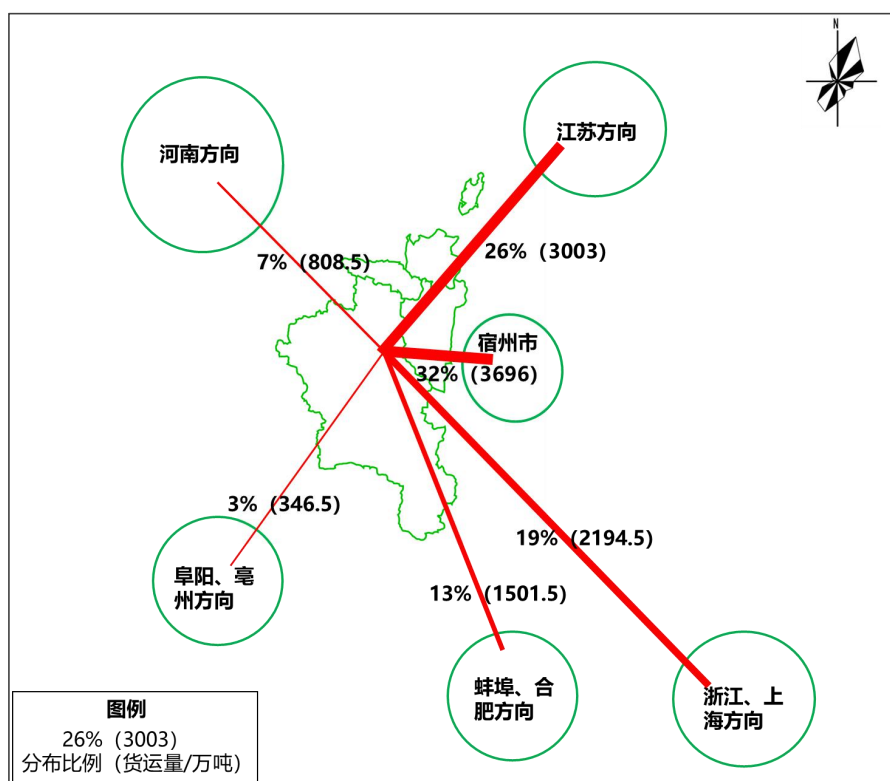 N
江苏方向
河南方向
26%（3003）
7%（808.5）
宿州市
32%（3696）
3%（346.5）
19%（2194.5）
阜阳、亳
州方向
13%（1501.5）
蚌埠、合
肥方向
浙江、上
海方向
图例
26%（3003）
分布比例（货运量/万吨）